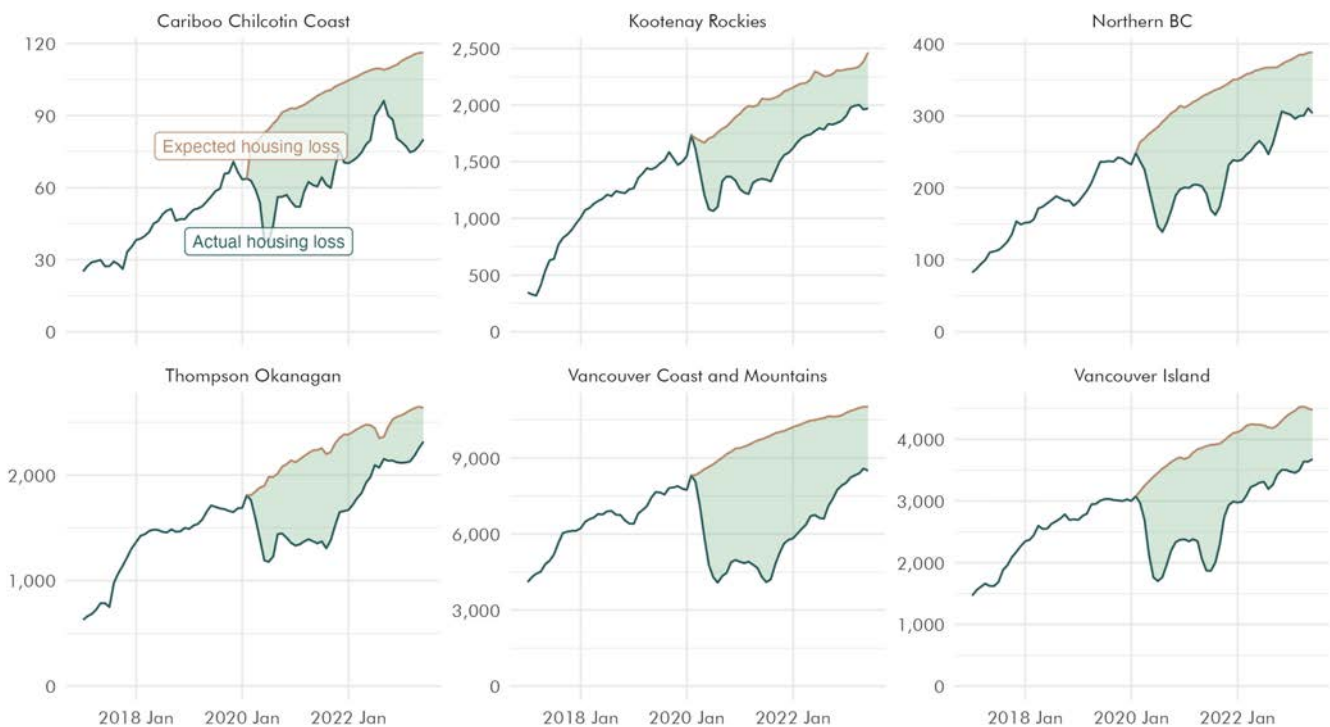 Cariboo Chilcotin Coast
Kootenay Rockies
Northern BC
120
90
60
30
0
Expected housing loss
Actual housing loss
2,500
2,000
1,500
1,000
500
0
400
300
200
100
0
Thompson Okanagan
Vancouver Coast and Mountains
Vancouver Island
2,000
1,000
0
9,000
6,000
3,000
0
4,000
3,000
2,000
1,000
0
2018 Jan 2020 Jan 2022 Jan
2018 Jan 2020 Jan 2022 Jan
2018 Jan 2020 Jan 2022 Jan